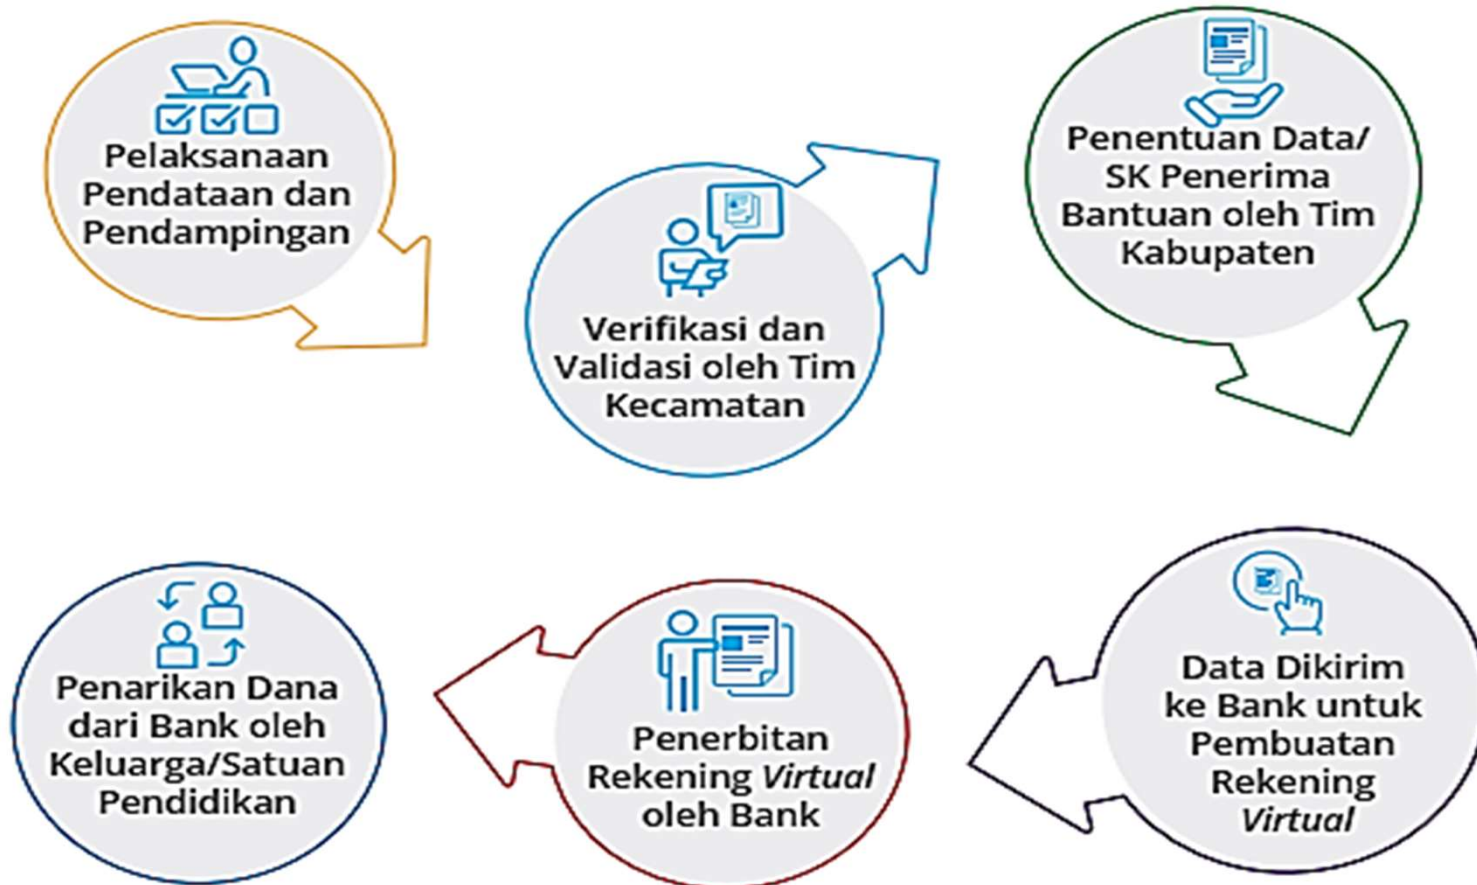 Pelaksanaan
Pendataan dan
Pendampingan
Verifikasi dan
Validasi oleh Tim
Kecamatan
Penentuan Data/
SK Penerima
Bantuan oleh Tim
Kabupaten
Data Dikirim
ke Bank untuk
Pembuatan
Rekening
Virtual
Penerbitan
Rekening Virtual
oleh Bank
Penarikan Dana
dari Bank oleh
Keluarga/Satuan
Pendidikan